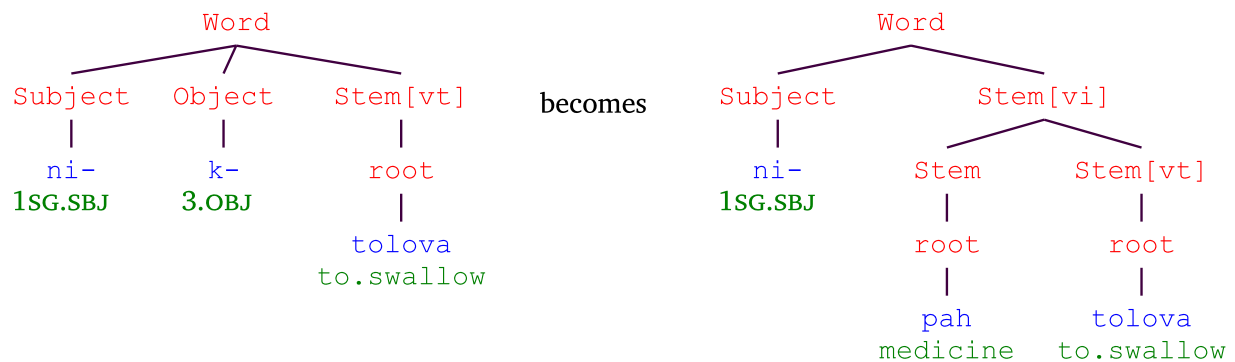 Word
Subject Object Stem[vt]
ni- k- root
1SG.SBJ 3.OBJ
tolova
to.swallow
becomes
Word
Subject Stem[vi]
ni- Stem Stem[vt]
1SG.SBJ
root root
pah tolova
medicine to.swallow